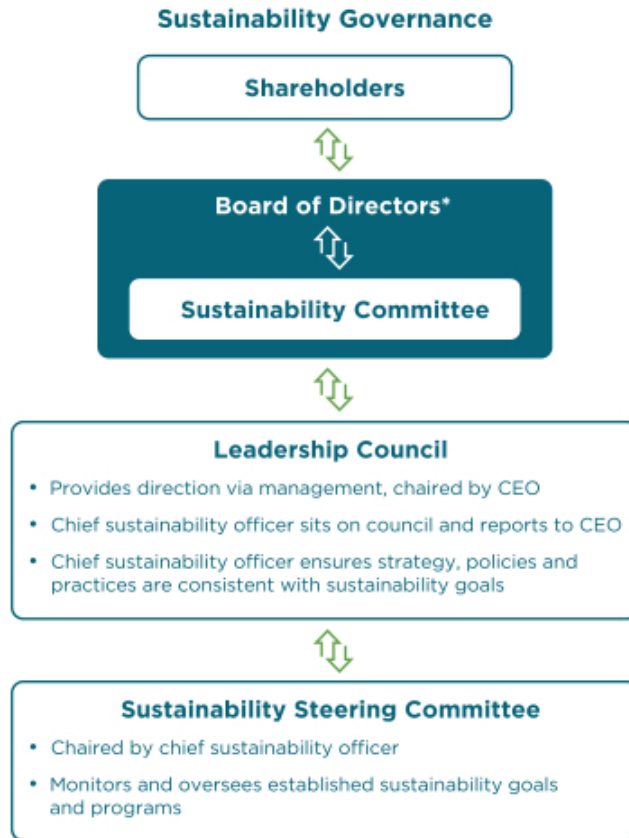 Sustainability Governance
Shareholders
Board of Directors*
Sustainability Committee
Leadership Council
• Provides direction via management, chaired by CEO
• Chief sustainability officer sits on council and reports to CEO
• Chief sustainability officer ensures strategy, policies and
practices are consistent with sustainability goals
Sustainability Steering Committee
• Chaired by chief sustainability officer
• Monitors and oversees established sustainability goals
and programs